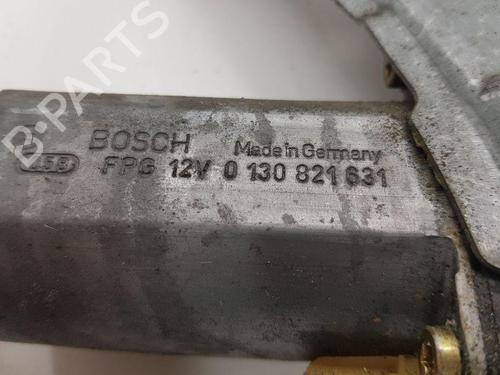 B-PARTS
BOSCH Made in Germany
FPG 12V 0 130 821 631